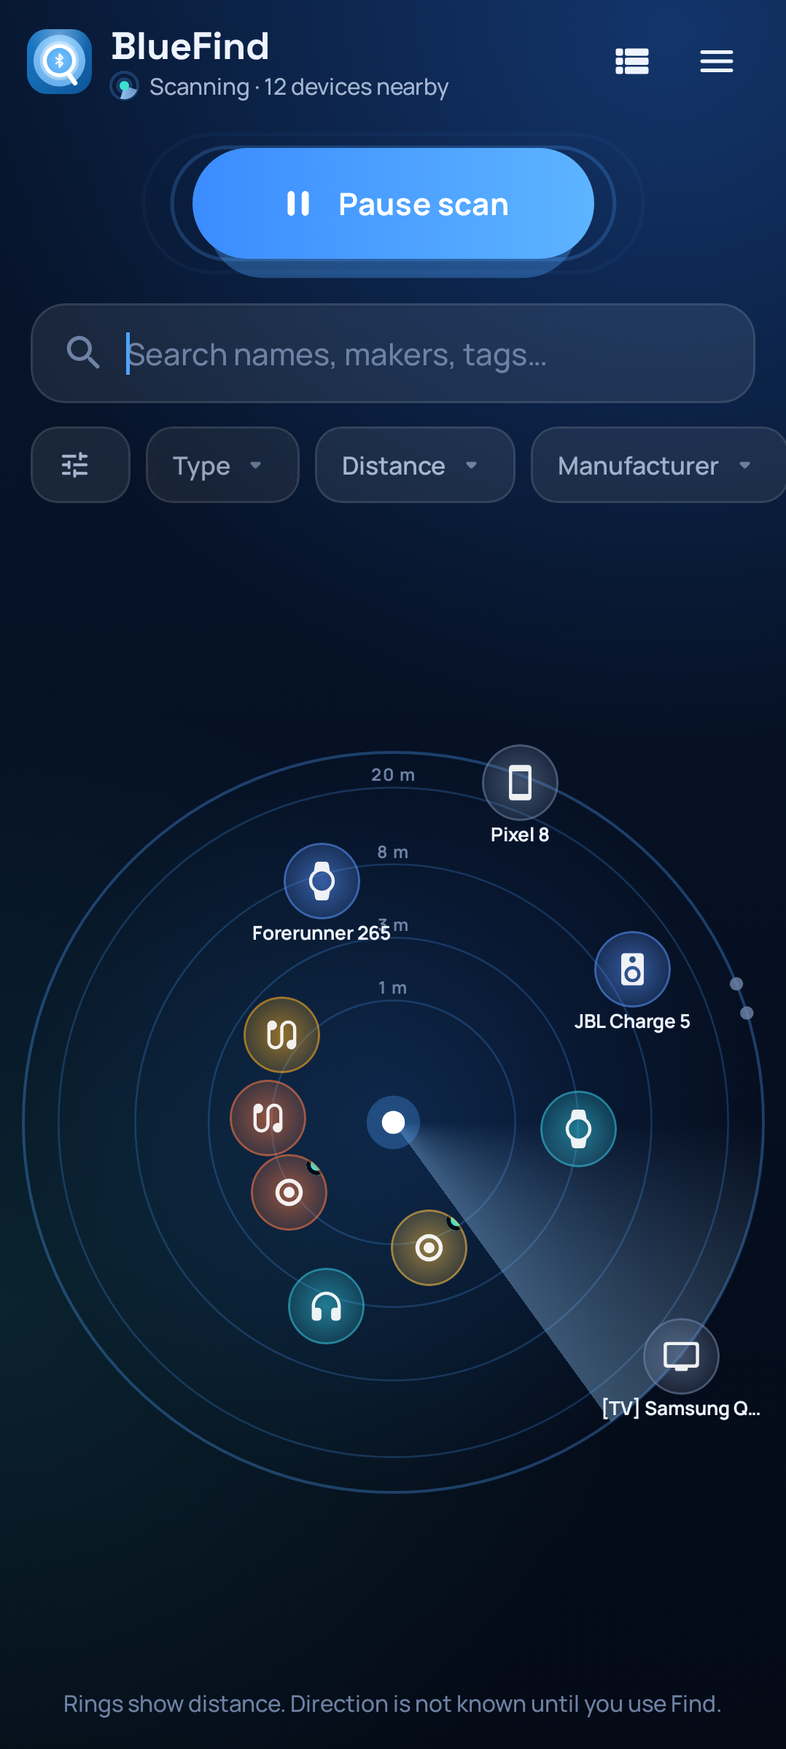 BlueFind
Scanning · 12 devices nearby
Pause scan
Search names, makers, tags...
Type
Distance
Manufacturer
20 m
Pixel 8
8 m
3 m
Forerunner 265
1 m
JBL Charge 5
[TV] Samsung Q...
Rings show distance. Direction is not known until you use Find.